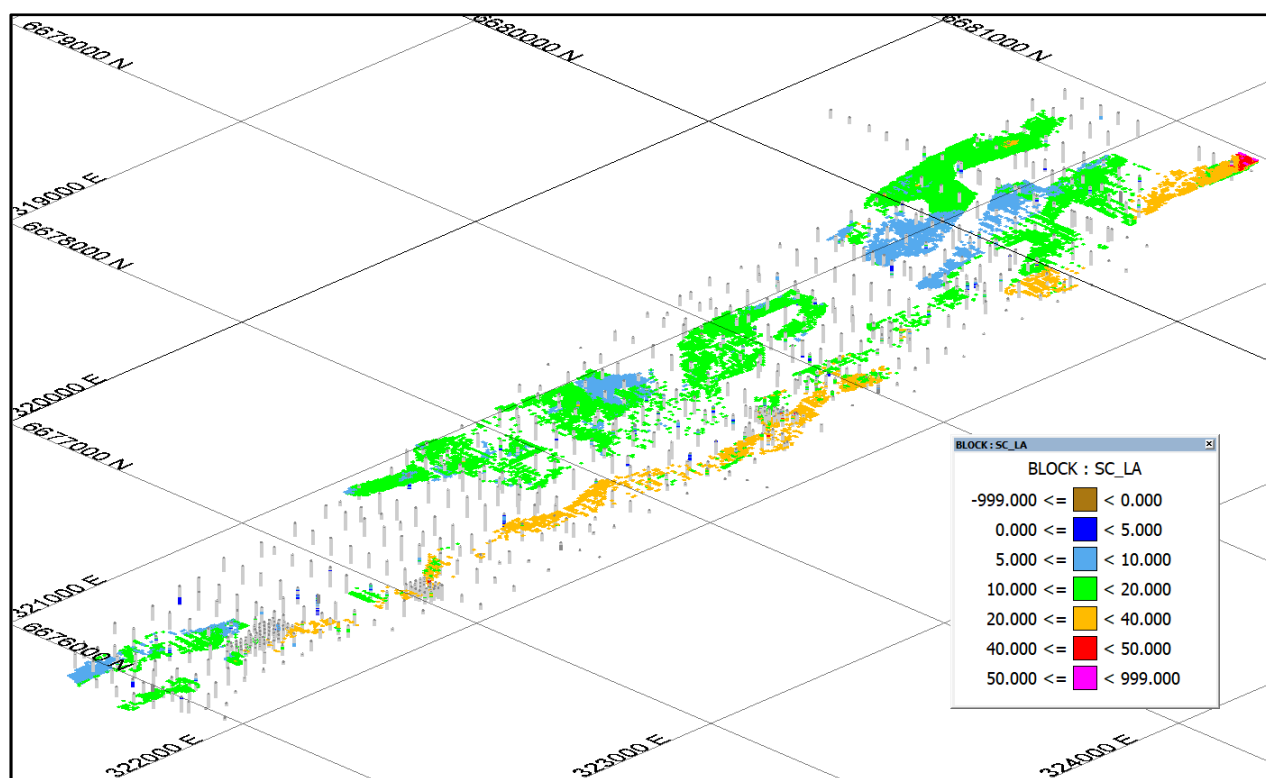 6679000 N
6680000 N
6681000 N
319000 E
6678000 N
320000 E
6677000 N
321000 E
6676000 N
322000 E
323000 E
324000 E
BLOCK : SC_LA
BLOCK : SC_LA
-999.000 <= < 0.000
0.000 <= < 5.000
5.000 <= < 10.000
10.000 <= < 20.000
20.000 <= < 40.000
40.000 <= < 50.000
50.000 <= < 999.000